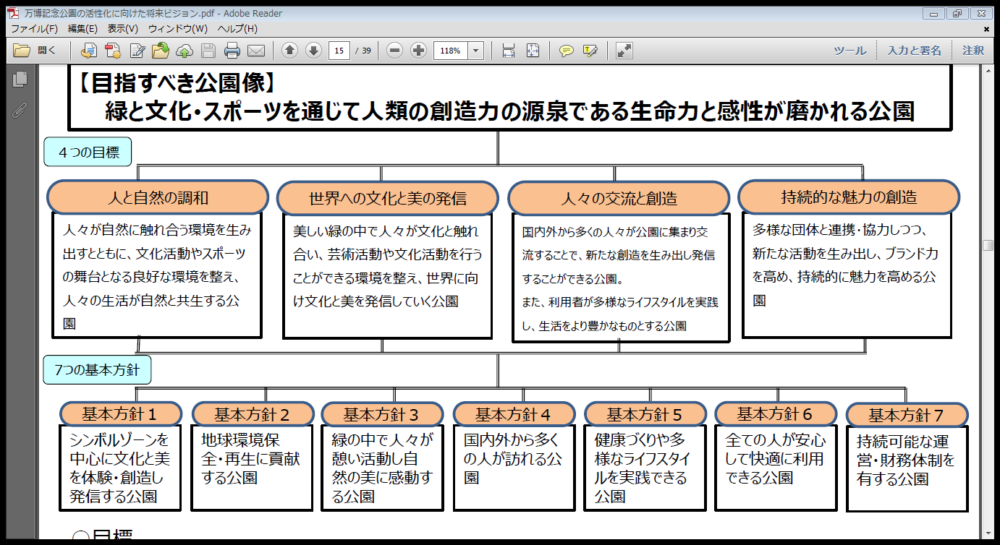 万博記念公園の活性化に向けた将来ビジョン.pdf - Adobe Reader
ファイル(F) 編集(E) 表示(V) ウィンドウ(W) ヘルプ(H)
開く 15 / 39 118% ツール 入力と署名 注釈
【目指すべき公園像】
緑と文化・スポーツを通じて人類の創造力の源泉である生命力と感性が磨かれる公園
４つの目標
人と自然の調和
人々が自然に触れ合う環境を生み
出すとともに、文化活動やスポーツ
の舞台となる良好な環境を整え、
人々の生活が自然と共生する公
園
世界への文化と美の発信
美しい緑の中で人々が文化と触れ
合い、芸術活動や文化活動を行う
ことができる環境を整え、世界に向
け文化と美を発信していく公園
人々の交流と創造
国内外から多くの人々が公園に集まり交
流することで、新たな創造を生み出し発信
することができる公園。
また、利用者が多様なライフスタイルを実践
し、生活をより豊かなものとする公園
持続的な魅力の創造
多様な団体と連携・協力しつつ、
新たな活動を生み出し、ブランド力
を高め、持続的に魅力を高める公
園
7つの基本方針
基本方針１
シンボルゾーンを
中心に文化と美
を体験・創造し
発信する公園
基本方針２
地球環境保
全・再生に貢献
する公園
基本方針３
緑の中で人々が
憩い活動し自
然の美に感動す
る公園
基本方針４
国内外から多く
の人が訪れる公
園
基本方針５
健康づくりや多
様なライフスタイ
ルを実践できる
公園
基本方針６
全ての人が安心
して快適に利用
できる公園
基本方針７
持続可能な運
営・財務体制を
有する公園
○目標